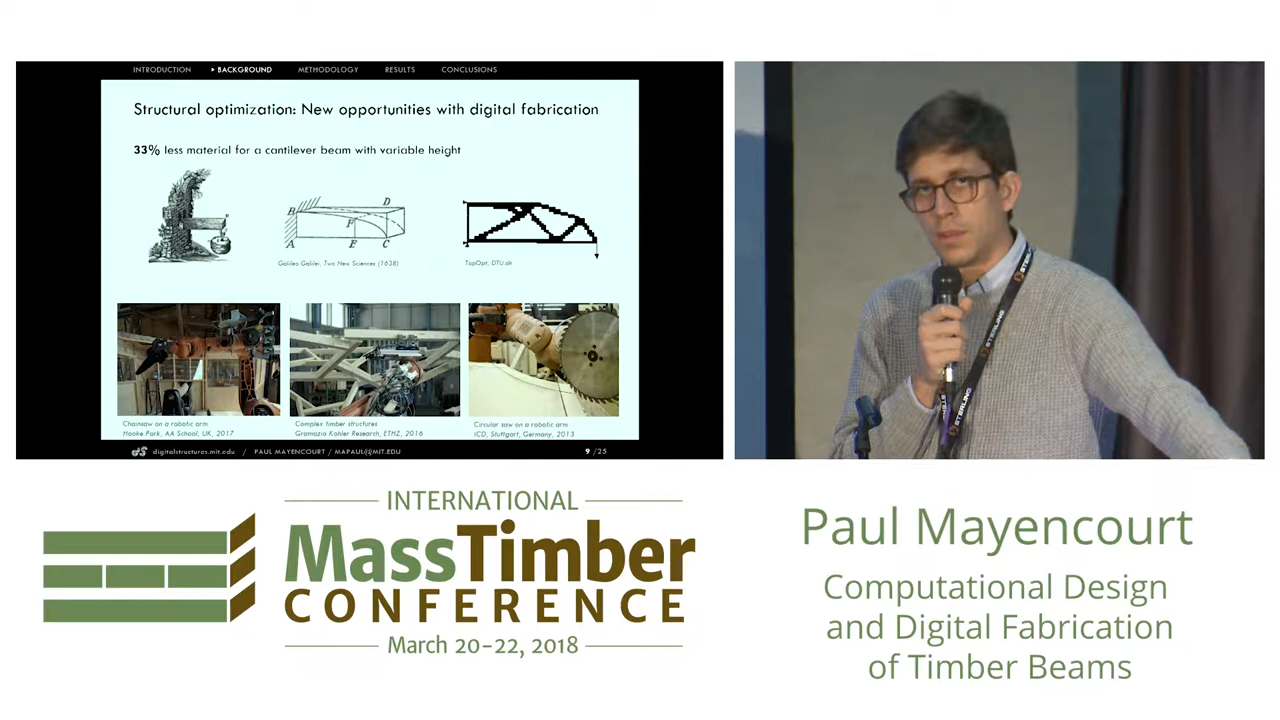 INTRODUCTION ▸ BACKGROUND METHODOLOGY RESULTS CONCLUSIONS
Structural optimization: New opportunities with digital fabrication
33% less material for a cantilever beam with variable height
B D
F
A E C
Galileo Galilei, Two New Sciences (1638)
TopOpt, DTU.dk
Chainsaw on a robotic arm
Hooke Park, AA School, UK, 2017
Complex timber structures
Gramazio Kohler Research, ETHZ, 2016
Circular saw on a robotic arm
ICD, Stuttgart, Germany, 2013
digitalstructures.mit.edu / PAUL MAYENCOURT / MAPAUL@MIT.EDU 9 /25
STERLING
STERLING
INTERNATIONAL
MassTimber
CONFERENCE
March 20–22, 2018
Paul Mayencourt
Computational Design
and Digital Fabrication
of Timber Beams